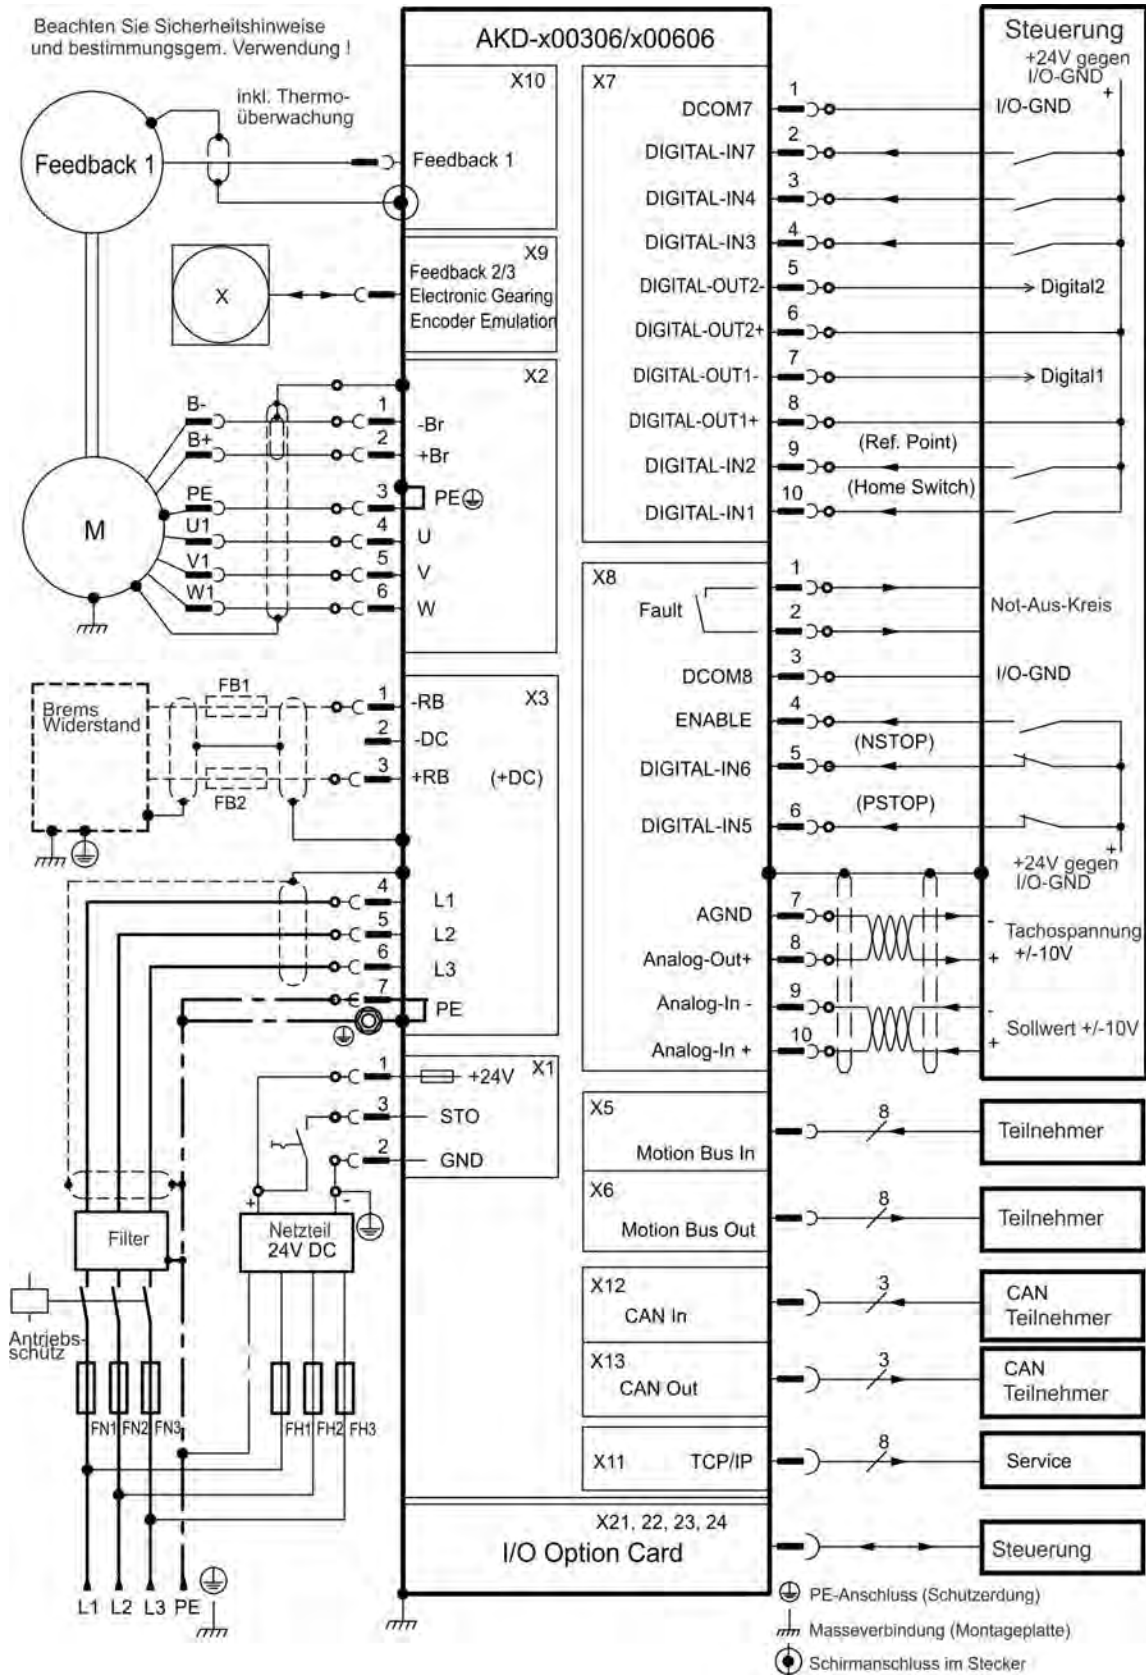 Beachten Sie Sicherheitshinweise
und bestimmungsgem. Verwendung !
AKD-x00306/x00606
Steuerung
+24V gegen
I/O-GND
+
inkl. Thermo-
überwachung
Feedback 1
X10
Feedback 1
X
X9
Feedback 2/3
Electronic Gearing
Encoder Emulation
X2
B-
1
-Br
B+
2
+Br
PE
3
PE
M
U1
4
U
V1
5
V
W1
6
W
Brems
Widerstand
FB1
FB2
X3
1
-RB
2
-DC
3
+RB
(+DC)
4
L1
5
L2
6
L3
7
PE
X1
1
+24V
3
STO
2
GND
+
-
Filter
Netzteil
24V DC
Antriebs-
schütz
FN1
FN2
FN3
FH1
FH2
FH3
L1
L2
L3
PE
X7
DCOM7
1
I/O-GND
DIGITAL-IN7
2
DIGITAL-IN4
3
DIGITAL-IN3
4
DIGITAL-OUT2-
5
Digital2
DIGITAL-OUT2+
6
DIGITAL-OUT1-
7
Digital1
DIGITAL-OUT1+
8
(Ref. Point)
DIGITAL-IN2
9
(Home Switch)
DIGITAL-IN1
10
X8
Fault
1
2
Not-Aus-Kreis
DCOM8
3
I/O-GND
ENABLE
4
(NSTOP)
DIGITAL-IN6
5
(PSTOP)
DIGITAL-IN5
6
+
+24V gegen
I/O-GND
AGND
7
-
Tachospannung
+/-10V
Analog-Out+
8
+
Analog-In -
9
-
Sollwert +/-10V
Analog-In +
10
+
X5
Motion Bus In
8
Teilnehmer
X6
Motion Bus Out
8
Teilnehmer
X12
CAN In
3
CAN
Teilnehmer
X13
CAN Out
3
CAN
Teilnehmer
X11
TCP/IP
8
Service
X21, 22, 23, 24
I/O Option Card
Steuerung
PE-Anschluss (Schutzerdung)
Masseverbindung (Montageplatte)
Schirmanschluss im Stecker